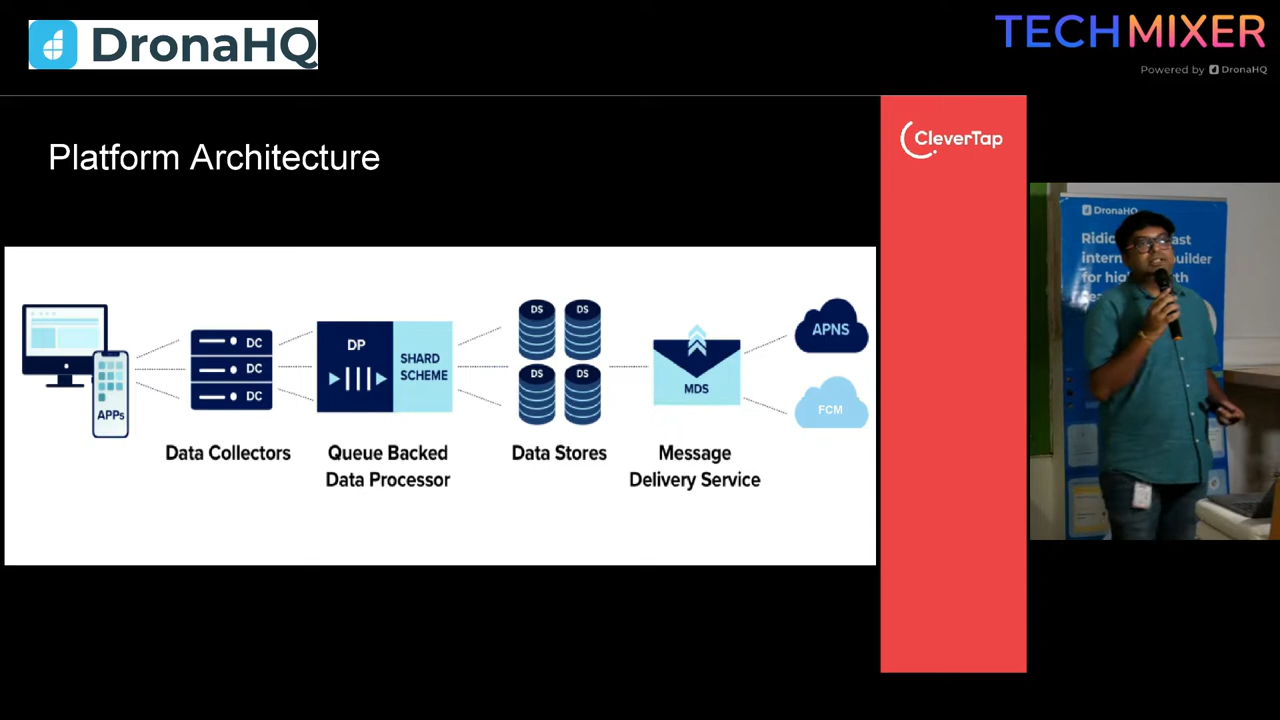 DronaHQ
TECHMIXER
Powered by DronaHQ
Platform Architecture
CleverTap
APPs
DC
DC
DC
Data Collectors
DP
SHARD
SCHEME
Queue Backed
Data Processor
DS DS
DS DS
Data Stores
MDS
Message
Delivery Service
APNS
FCM
DronaHQ